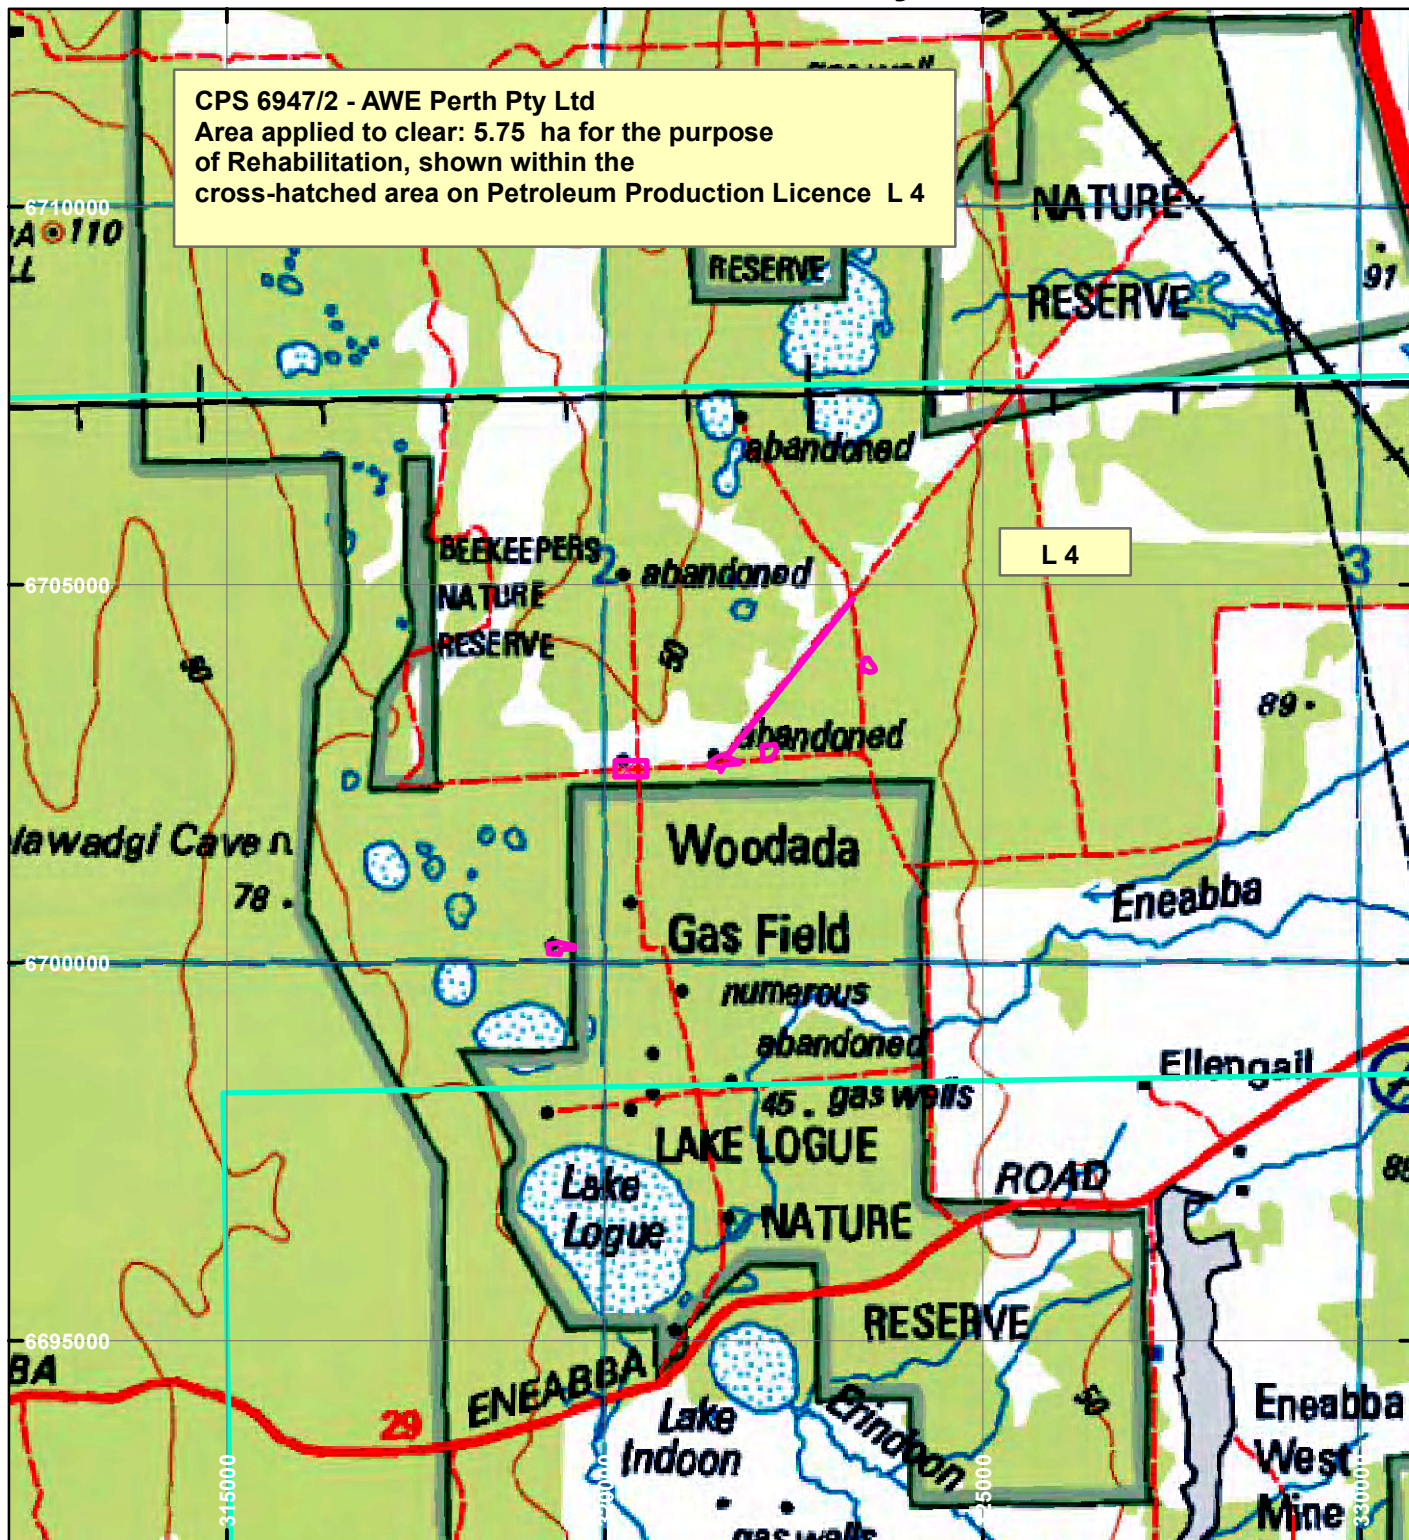 CPS 6947/2 - AWE Perth Pty Ltd
Area applied to clear: 5.75 ha for the purpose
of Rehabilitation, shown within the
cross-hatched area on Petroleum Production Licence L 4
6710000
110
NATURE
RESERVE
RESERVE
91
abandoned
BEEKEEPERS
NATURE
RESERVE
2
abandoned
L 4
3
6705000
50
89
abandoned
Cave
78
Woodada
Gas Field
Eneabba
6700000
numerous
abandoned
gas wells
45
Ellengail
LAKE LOGUE
NATURE
RESERVE
ROAD
Lake
Logue
6695000
BA
ENEABBA
29
Lake
Indoon
Erindoon
50
Eneabba
West
Mine
gas wells
315000
330000